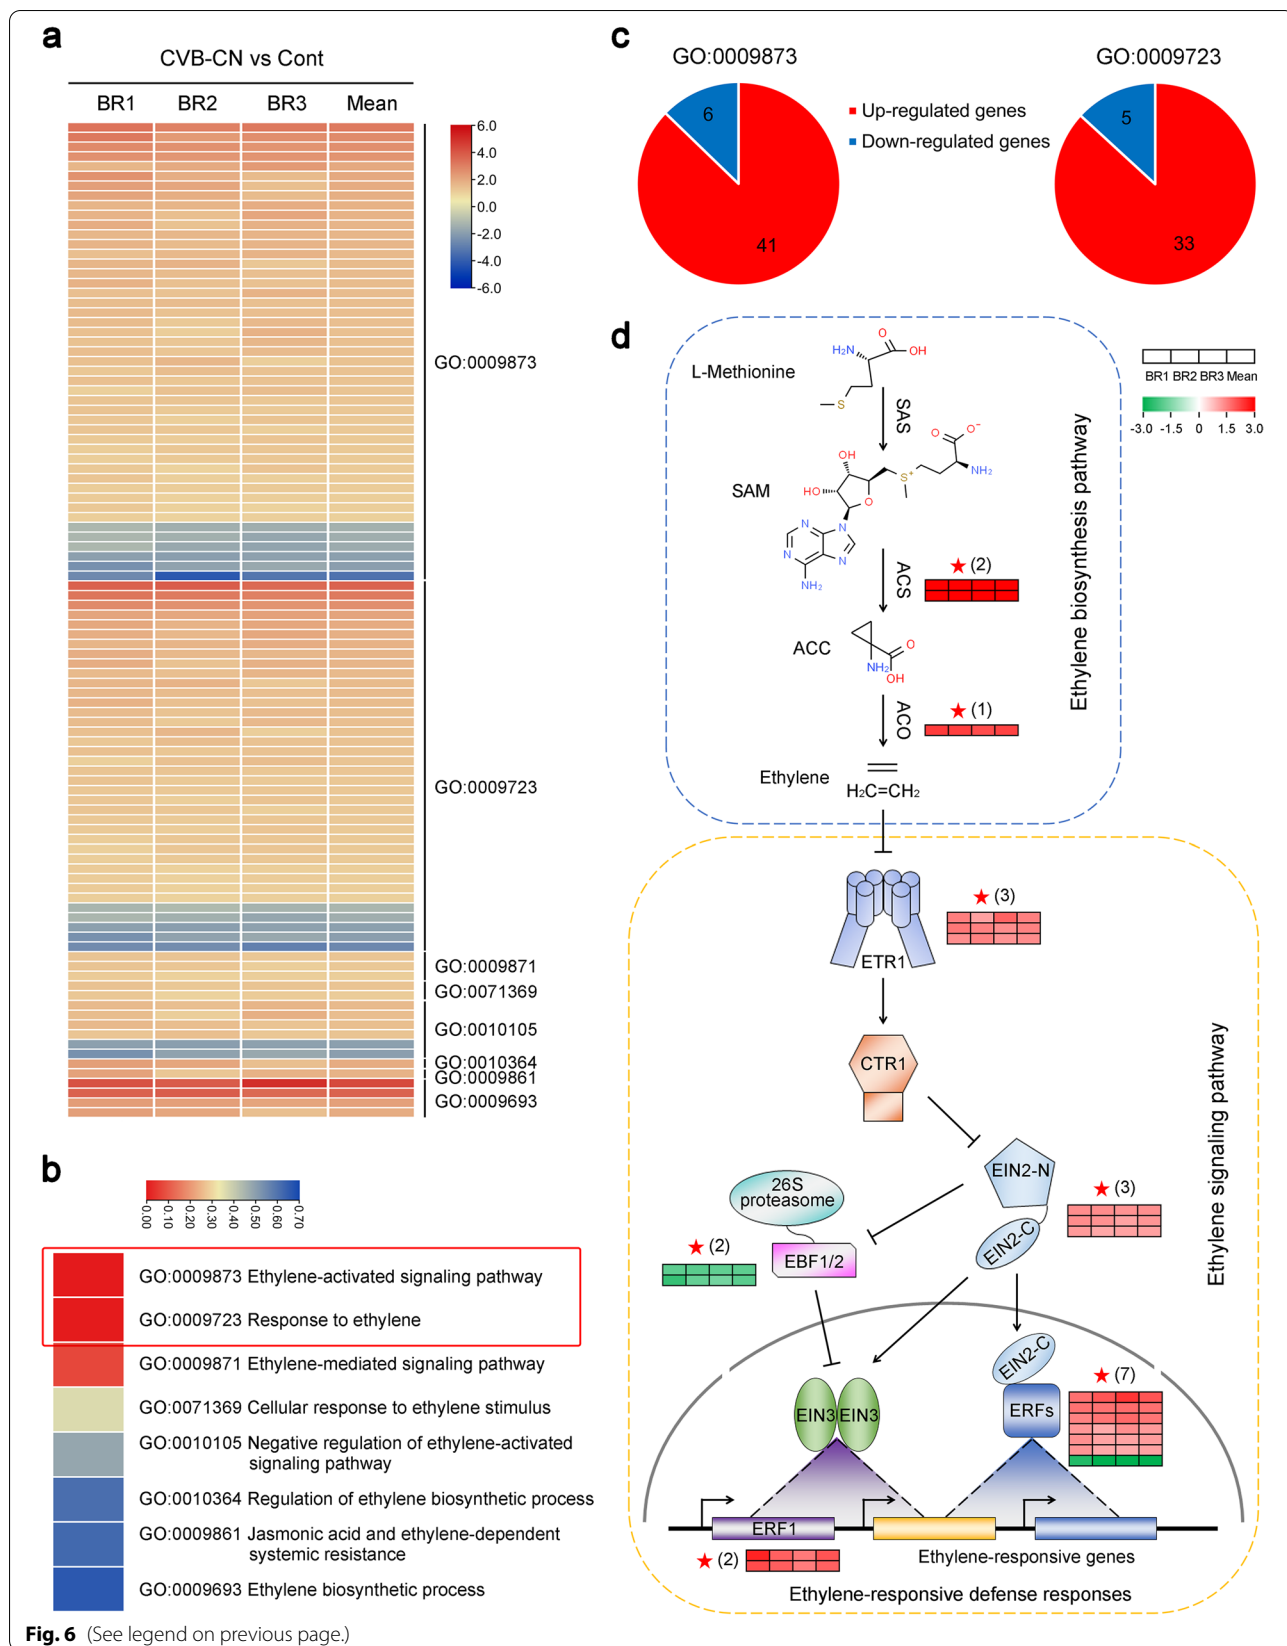 a
CVB-CN vs Cont
BR1 BR2 BR3 Mean
6.0
4.0
2.0
0.0
-2.0
-4.0
-6.0
GO:0009873
GO:0009723
GO:0009871
GO:0071369
GO:0010105
GO:0010364
GO:0009861
GO:0009693
b
0.00 0.10 0.20 0.30 0.40 0.50 0.60 0.70
GO:0009873 Ethylene-activated signaling pathway
GO:0009723 Response to ethylene
GO:0009871 Ethylene-mediated signaling pathway
GO:0071369 Cellular response to ethylene stimulus
GO:0010105 Negative regulation of ethylene-activated
signaling pathway
GO:0010364 Regulation of ethylene biosynthetic process
GO:0009861 Jasmonic acid and ethylene-dependent
systemic resistance
GO:0009693 Ethylene biosynthetic process
c
GO:0009873
6
41
Up-regulated genes
Down-regulated genes
GO:0009723
5
33
d
BR1 BR2 BR3 Mean
-3.0 -1.5 0 1.5 3.0
Ethylene biosynthesis pathway
L-Methionine
H₂N
O
OH
S
SAS
SAM
OH
HO
O
S⁺
O
O⁻
NH₂
N
N
N
N
NH₂
ACS
★ (2)
ACC
O
NH₂
OH
ACO
★ (1)
Ethylene
H₂C=CH₂
Ethylene signaling pathway
ETR1
★ (3)
CTR1
EIN2-N
EIN2-C
★ (3)
26S
proteasome
EBF1/2
★ (2)
EIN3 EIN3
EIN2-C
ERFs
★ (7)
ERF1
★ (2)
Ethylene-responsive genes
Ethylene-responsive defense responses
Fig. 6 (See legend on previous page.)